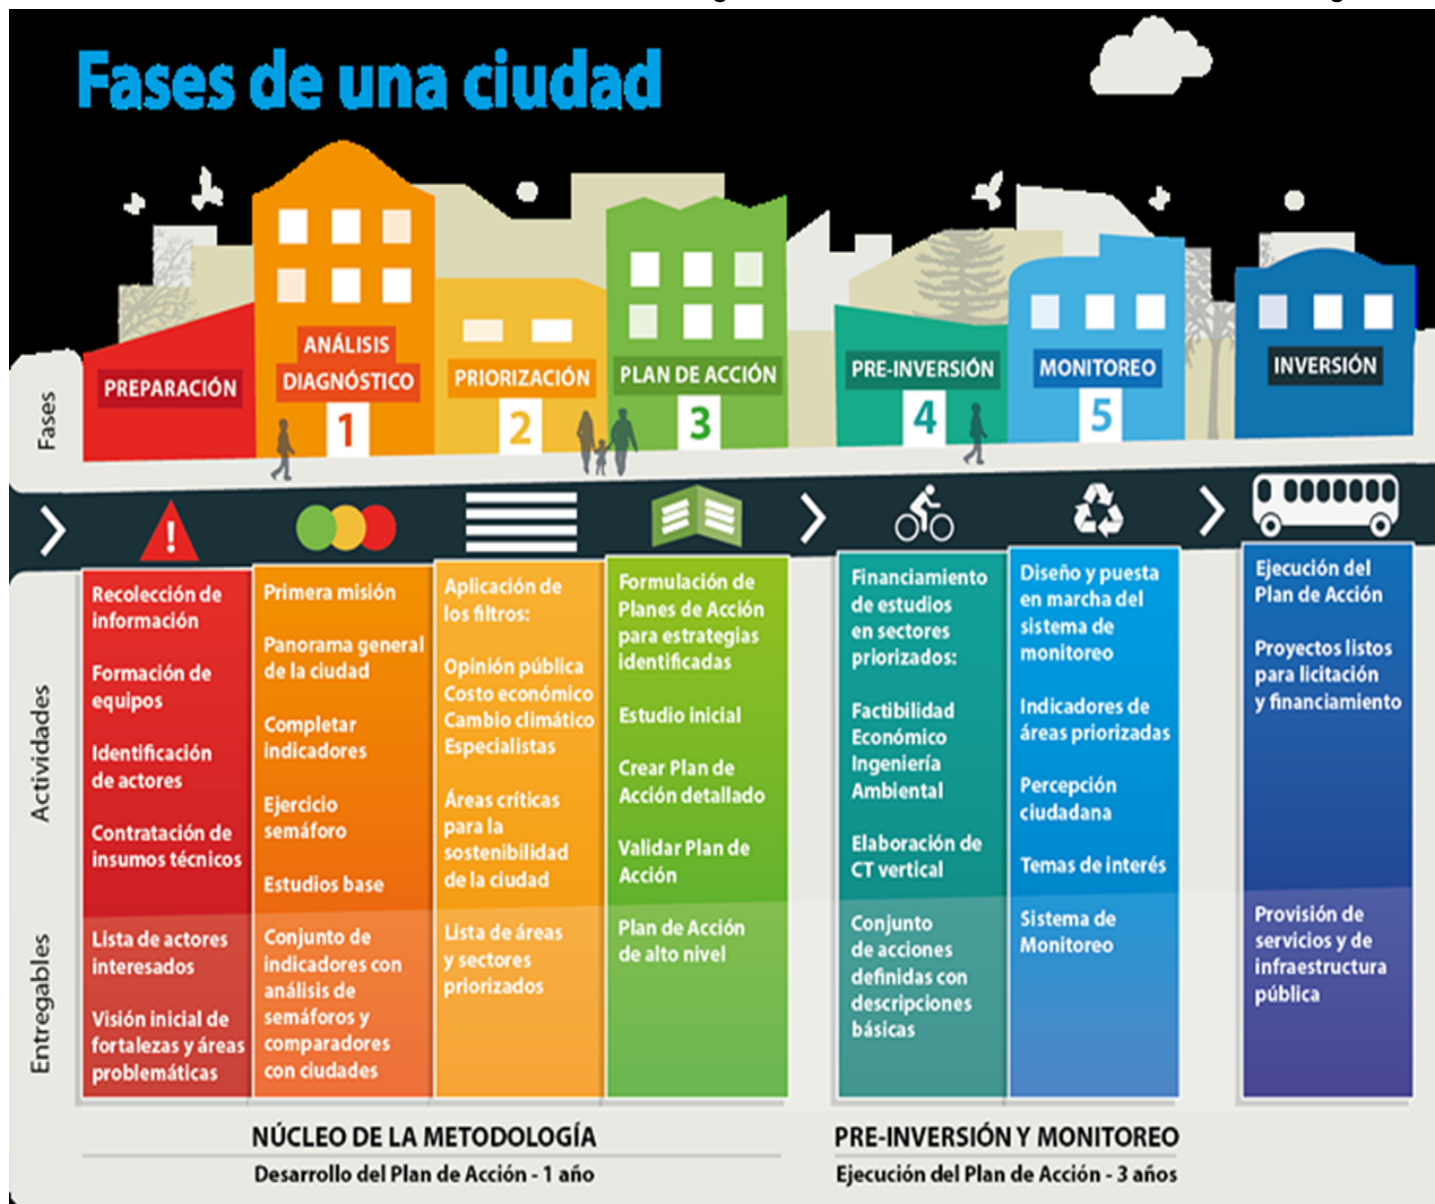 Fases de una ciudad
Fases
PREPARACIÓN
ANÁLISIS
DIAGNÓSTICO
1
PRIORIZACIÓN
2
PLAN DE ACCIÓN
3
PRE-INVERSIÓN
4
MONITOREO
5
INVERSIÓN
!
Actividades
Recolección de
información
Formación de
equipos
Identificación
de actores
Contratación de
insumos técnicos
Primera misión
Panorama general
de la ciudad
Completar
indicadores
Ejercicio
semáforo
Estudios base
Aplicación de
los filtros:
Opinión pública
Costo económico
Cambio climático
Especialistas
Áreas críticas
para la
sostenibilidad
de la ciudad
Formulación de
Planes de Acción
para estrategias
identificadas
Estudio inicial
Crear Plan de
Acción detallado
Validar Plan de
Acción
Financiamiento
de estudios
en sectores
priorizados:
Factibilidad
Económico
Ingeniería
Ambiental
Elaboración de
CT vertical
Diseño y puesta
en marcha del
sistema de
monitoreo
Indicadores de
áreas priorizadas
Percepción
ciudadana
Temas de interés
Ejecución del
Plan de Acción
Proyectos listos
para licitación
y financiamiento
Entregables
Lista de actores
interesados
Visión inicial de
fortalezas y áreas
problemáticas
Conjunto de
indicadores con
análisis de
semáforos y
comparadores
con ciudades
Lista de áreas
y sectores
priorizados
Plan de Acción
de alto nivel
Conjunto
de acciones
definidas con
descripciones
básicas
Sistema de
Monitoreo
Provisión de
servicios y de
infraestructura
pública
NÚCLEO DE LA METODOLOGÍA
Desarrollo del Plan de Acción - 1 año
PRE-INVERSIÓN Y MONITOREO
Ejecución del Plan de Acción - 3 años